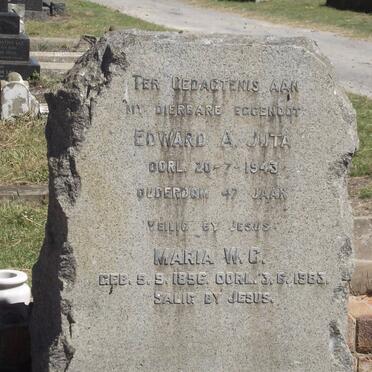 TER GEDAGTENIS AAN
MY DIERBARE EGGENOOT
EDWARD A. JUTA
OORL. 20-7-1943
OUDERDOM 47 JAAR
VEILIG BY JESUS.
MARIA W. C.
GEB. 5. 9. 1896. OORL. 3. 6. 1983.
SALIG BY JESUS.